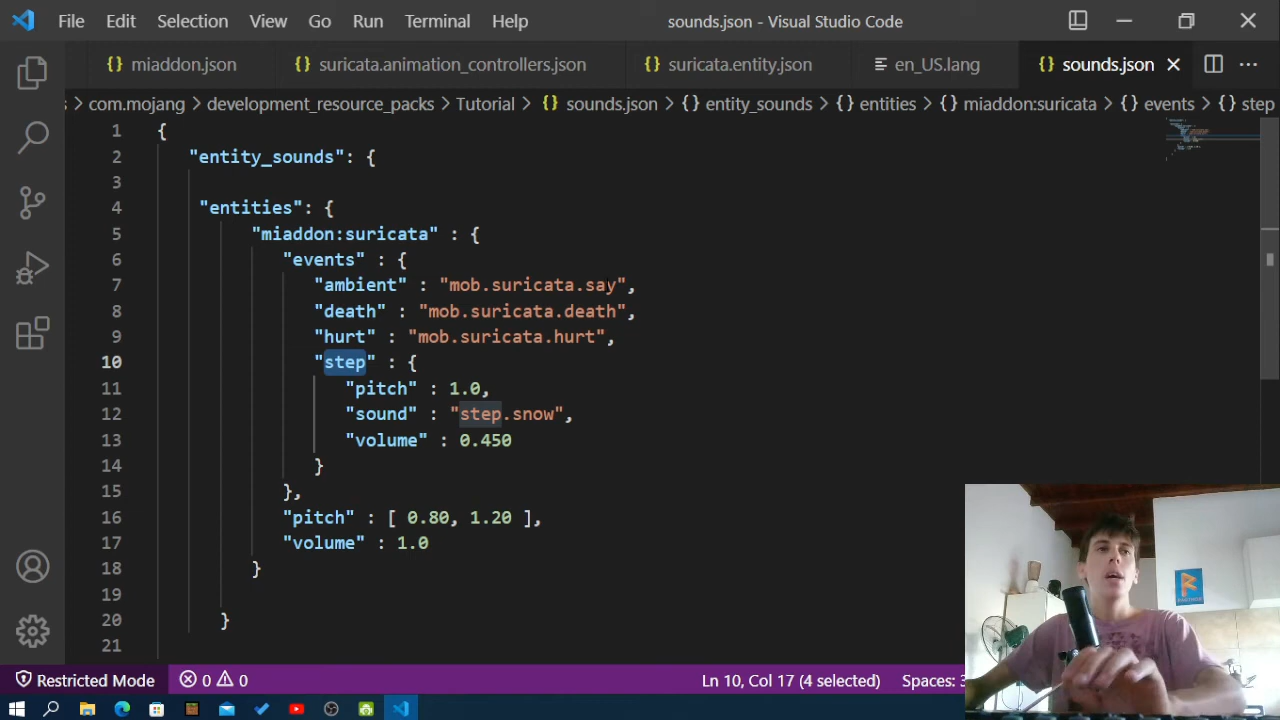 File Edit Selection View Go Run Terminal Help sounds.json - Visual Studio Code
{} miaddon.json {} suricata.animation_controllers.json {} suricata.entity.json en_US.lang {} sounds.json
com.mojang > development_resource_packs > Tutorial > {} sounds.json > {} entity_sounds > {} entities > {} miaddon:suricata > {} events > {} step
1 {
2 "entity_sounds": {
3
4 "entities": {
5 "miaddon:suricata" : {
6 "events" : {
7 "ambient" : "mob.suricata.say",
8 "death" : "mob.suricata.death",
9 "hurt" : "mob.suricata.hurt",
10 "step" : {
11 "pitch" : 1.0,
12 "sound" : "step.snow",
13 "volume" : 0.450
14 }
15 },
16 "pitch" : [ 0.80, 1.20 ],
17 "volume" : 1.0
18 }
19
20 }
21
Restricted Mode 0 0 Ln 10, Col 17 (4 selected) Spaces: